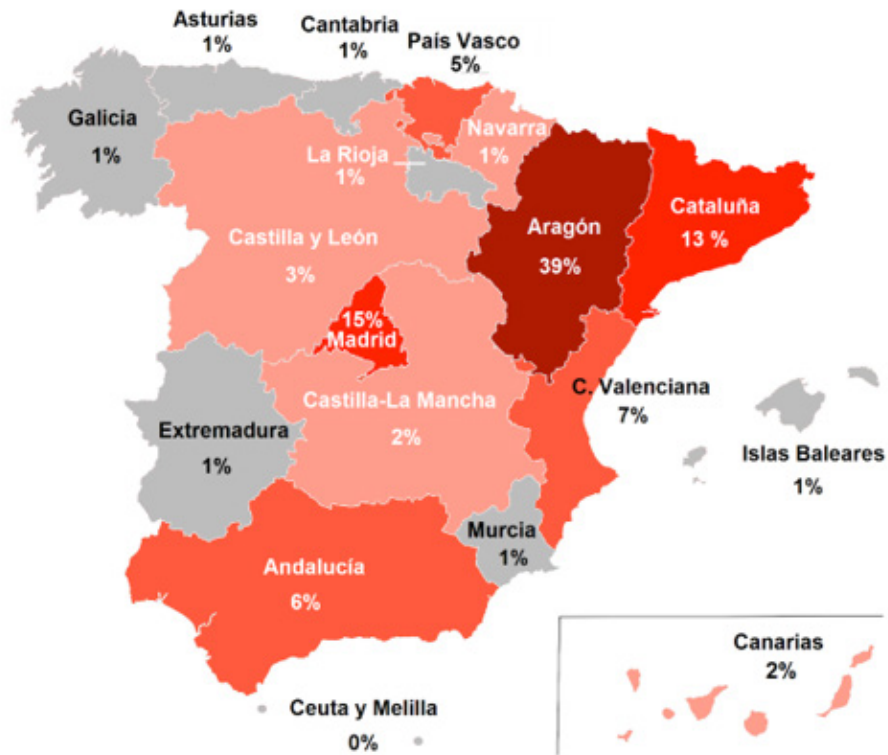 Asturias
1%
Cantabria
1%
País Vasco
5%
Galicia
1%
Navarra
1%
La Rioja
1%
Aragón
39%
Cataluña
13 %
Castilla y León
3%
15%
Madrid
Castilla-La Mancha
2%
C. Valenciana
7%
Extremadura
1%
Islas Baleares
1%
Murcia
1%
Andalucía
6%
Canarias
2%
Ceuta y Melilla
0%